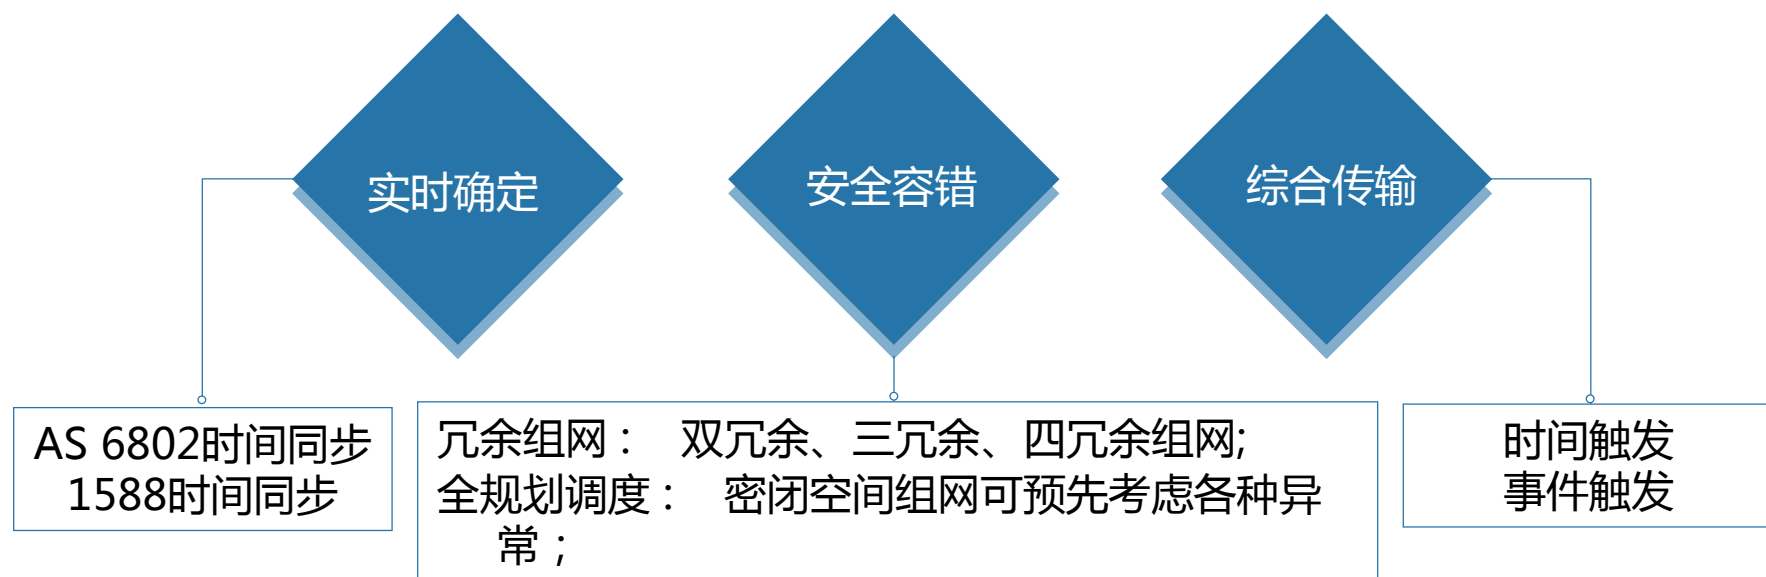 实时确定
安全容错
综合传输
AS 6802时间同步
1588时间同步
冗余组网： 双冗余、三冗余、四冗余组网;
全规划调度： 密闭空间组网可预先考虑各种异
常；
时间触发
事件触发